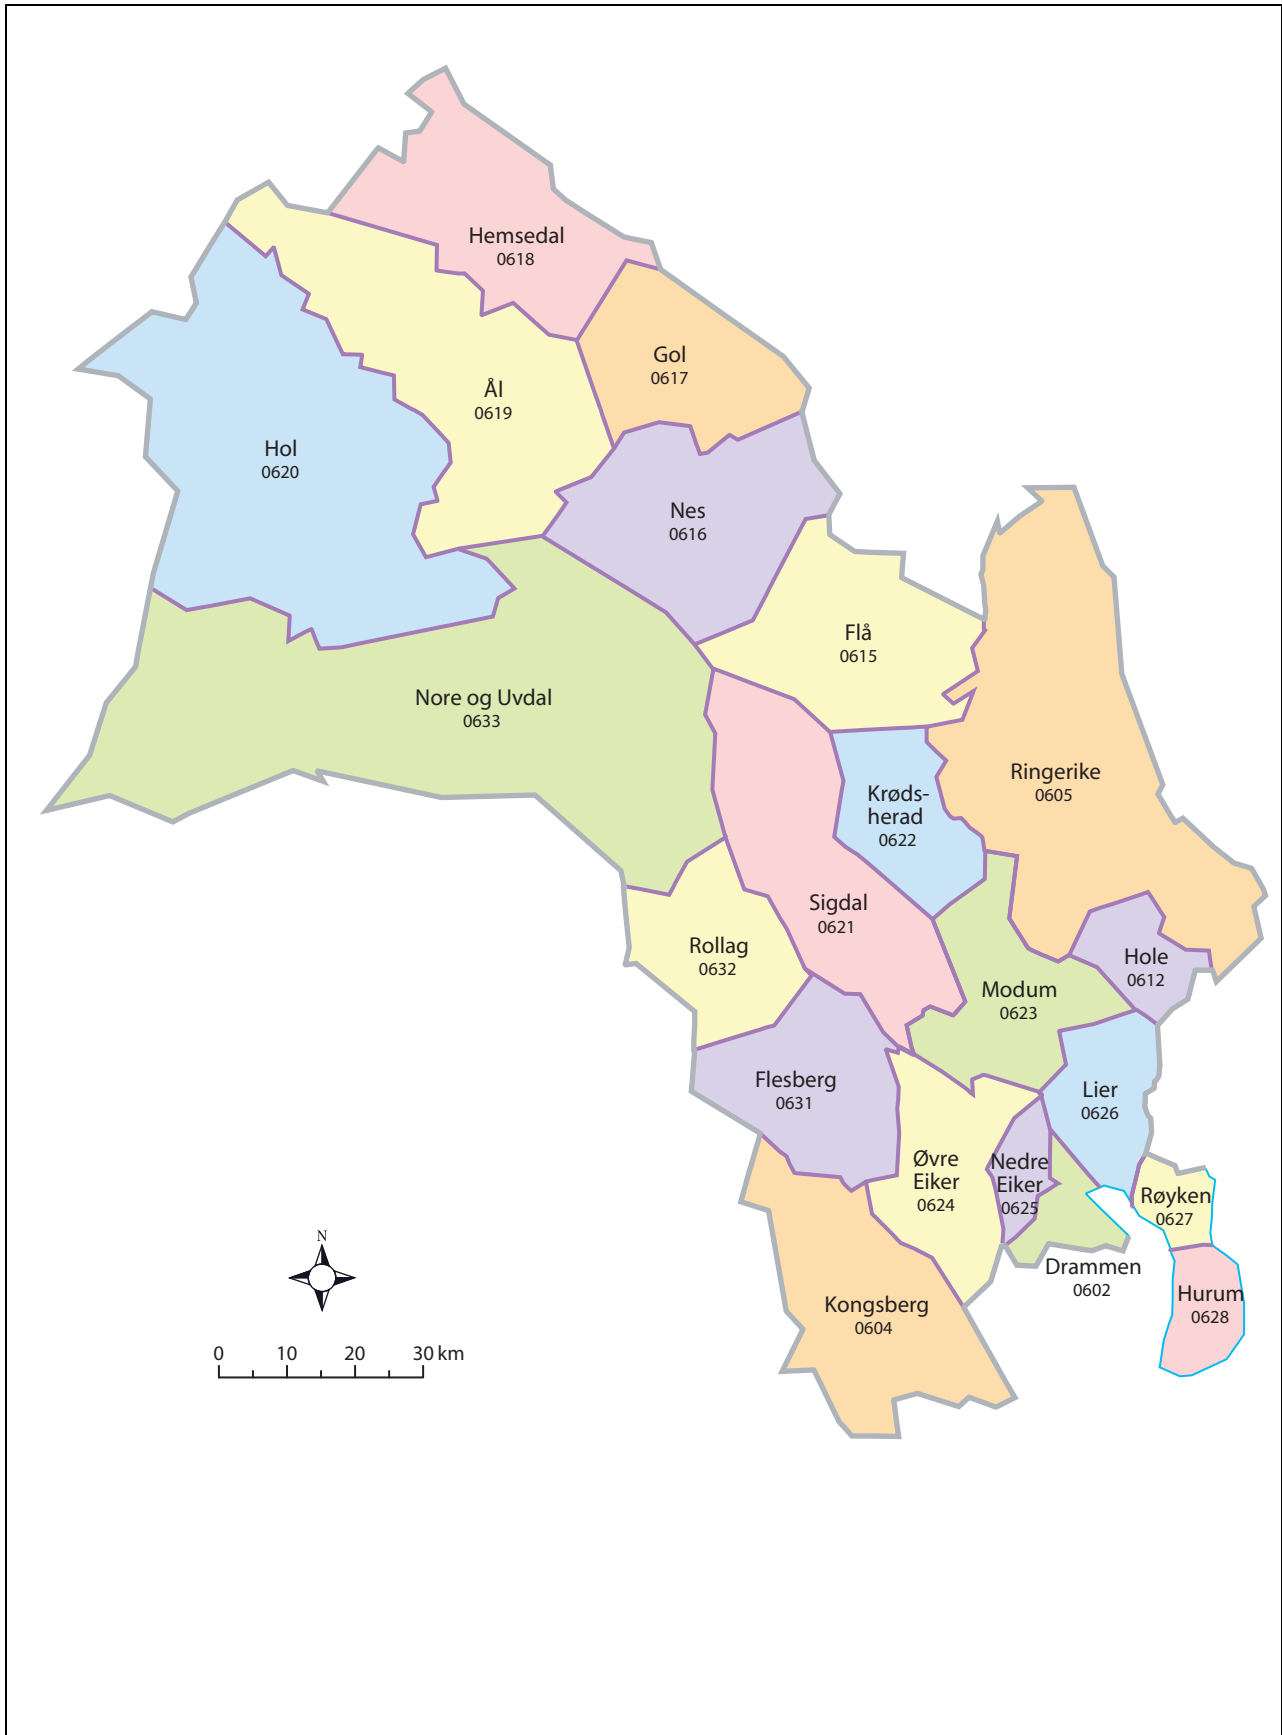 Hemsedal
0618
Gol
0617
Ål
0619
Hol
0620
Nes
0616
Flå
0615
Nore og Uvdal
0633
Ringerike
0605
Krøds-
herad
0622
Sigdal
0621
Rollag
0632
Hole
0612
Modum
0623
Flesberg
0631
Lier
0626
Øvre
Eiker
0624
Nedre
Eiker
0625
Røyken
0627
Drammen
0602
Hurum
0628
Kongsberg
0604
N
0 10 20 30 km